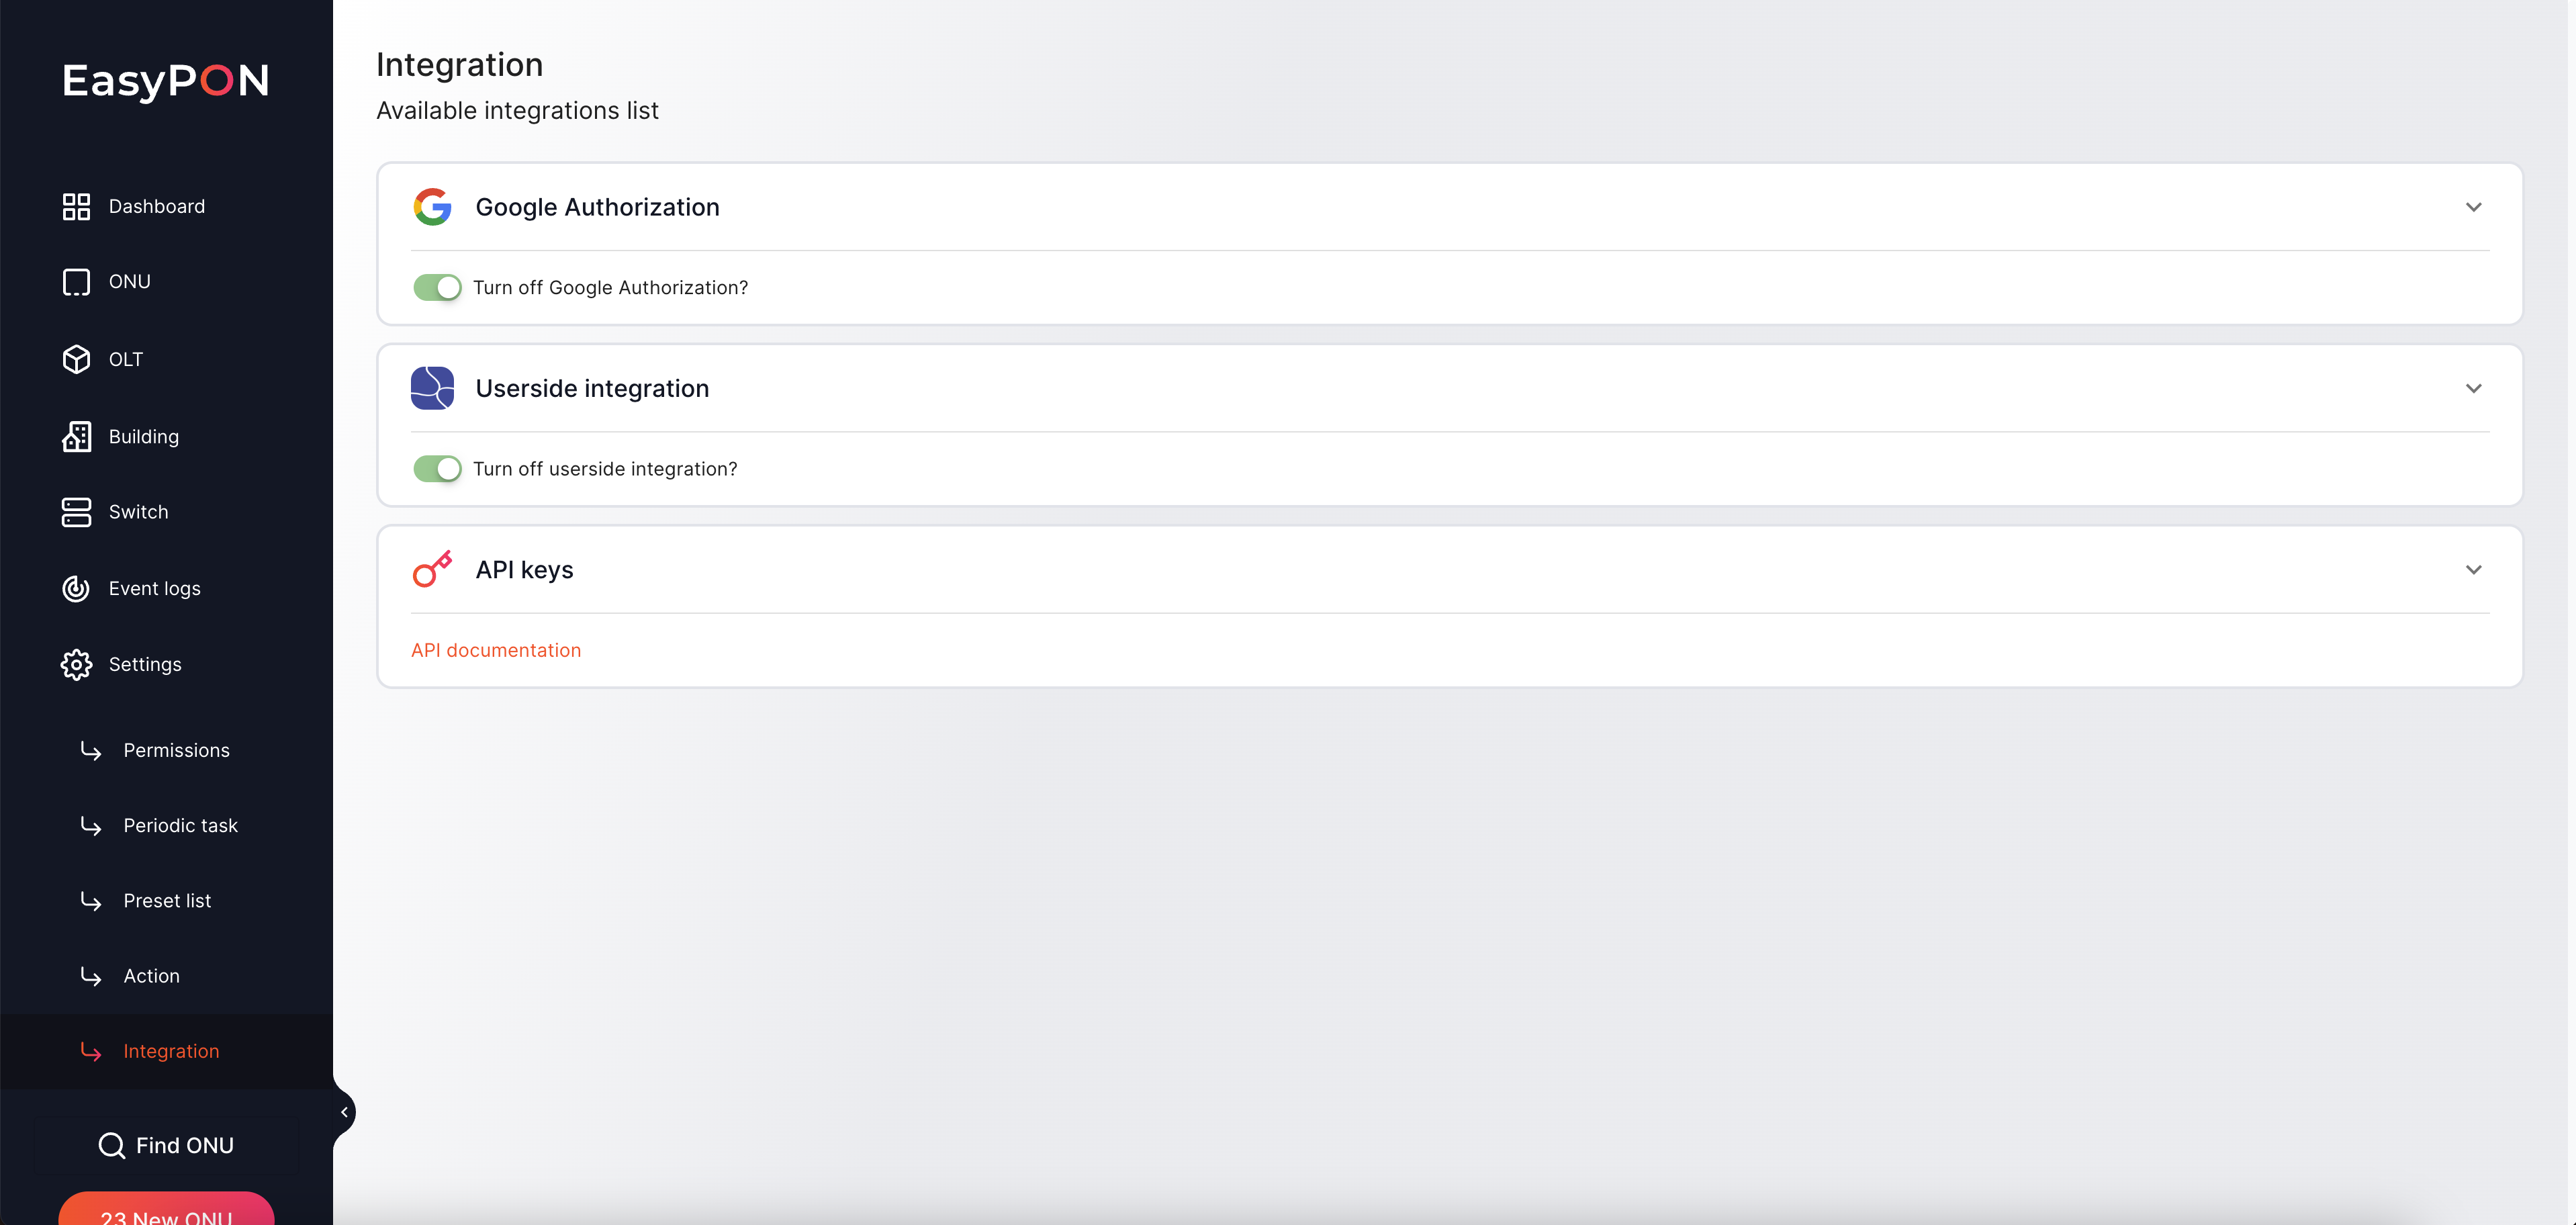 EasyPON
Dashboard
ONU
OLT
Building
Switch
Event logs
Settings
Permissions
Periodic task
Preset list
Action
Integration
Find ONU
23 New ONU
Integration
Available integrations list
Google Authorization
Turn off Google Authorization?
Userside integration
Turn off userside integration?
API keys
API documentation